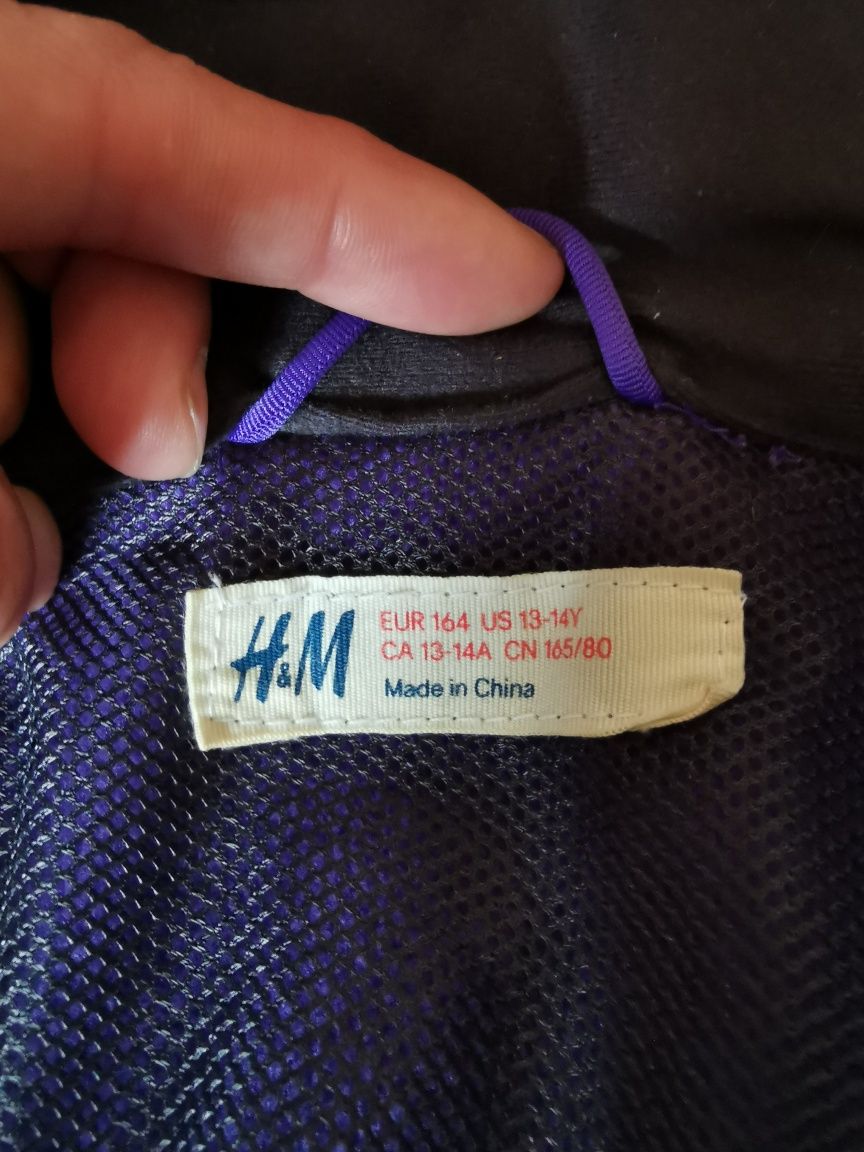 H&M
EUR 164 US 13-14Y
CA 13-14A CN 165/80
Made in China